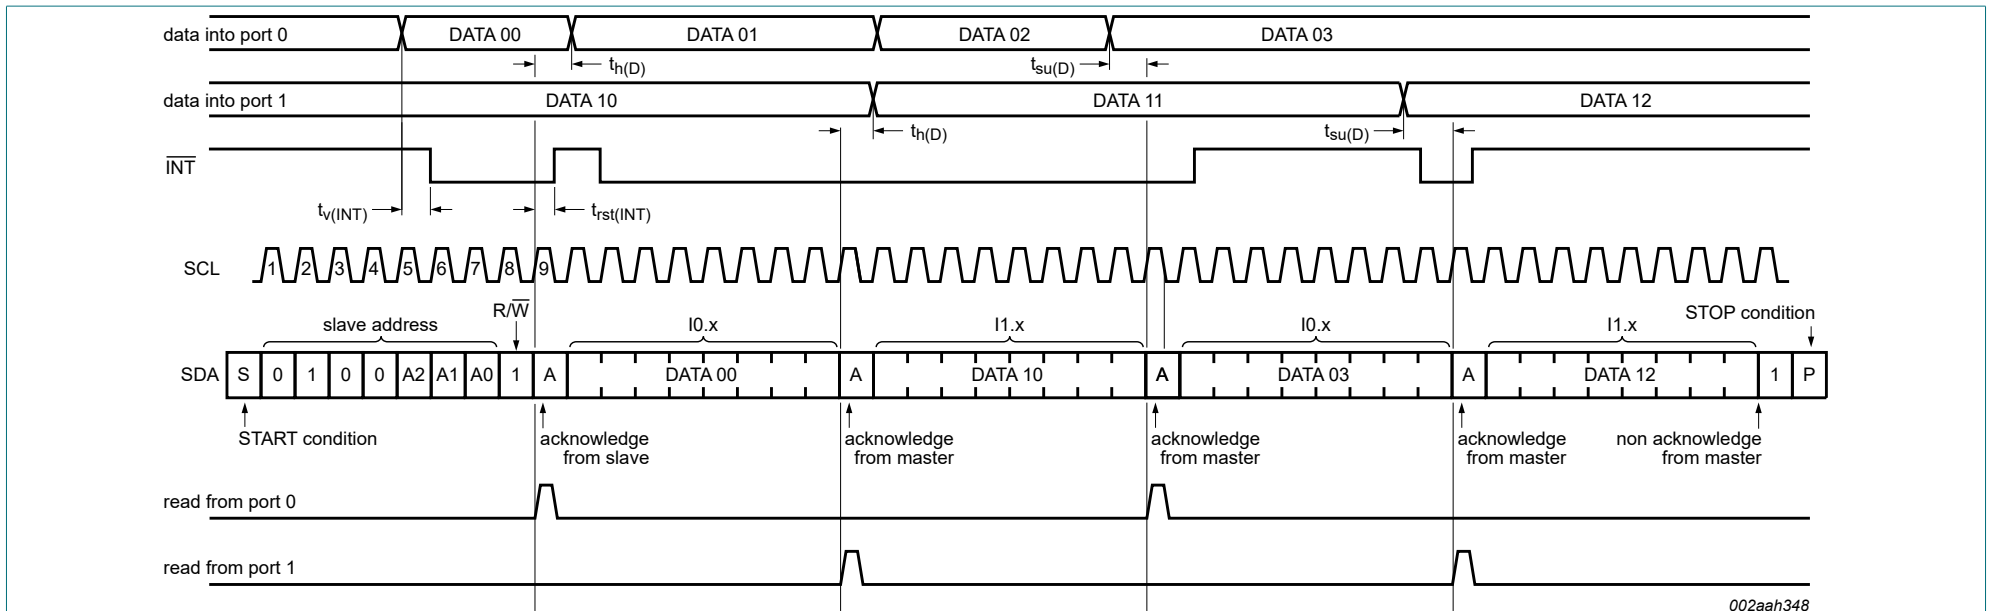 data into port 0 DATA 00 DATA 01 DATA 02 DATA 03
th(D) tsu(D)
data into port 1 DATA 10 DATA 11 DATA 12
th(D) tsu(D)
INT
tv(INT) trst(INT)
SCL 1 2 3 4 5 6 7 8 9
R/W STOP condition
slave address I0.x I1.x I0.x I1.x
SDA S 0 1 0 0 A2 A1 A0 1 A DATA 00 A DATA 10 A DATA 03 A DATA 12 1 P
START condition
acknowledge
from slave
acknowledge
from master
acknowledge
from master
acknowledge
from master
non acknowledge
from master
read from port 0
read from port 1
002aah348